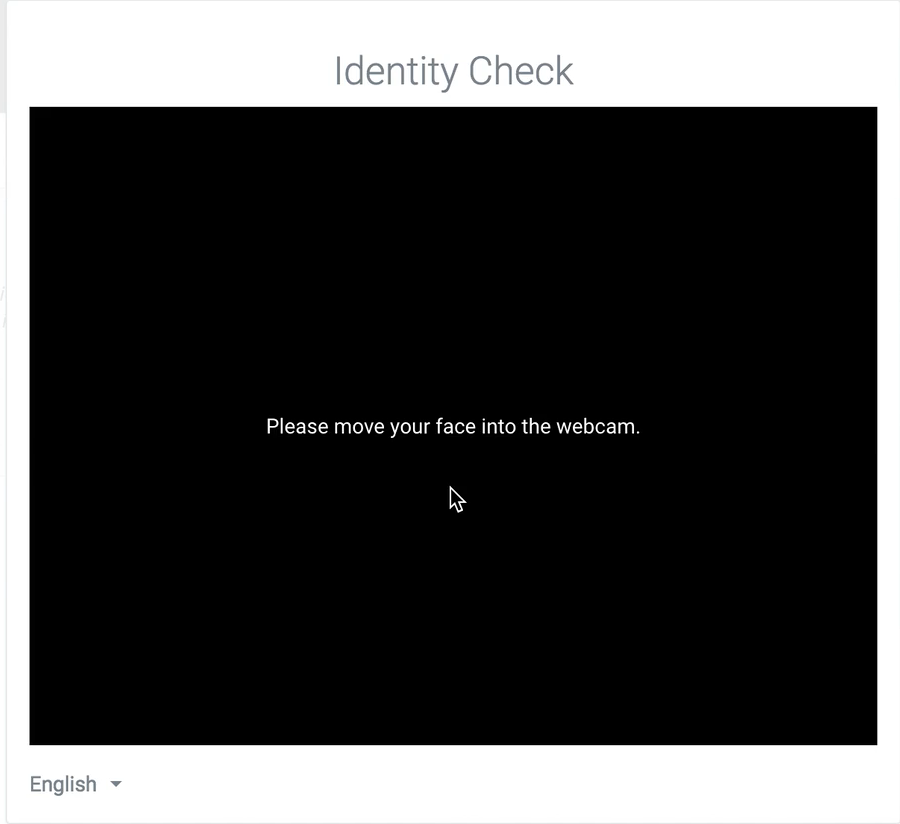 Identity Check
Please move your face into the webcam.
English